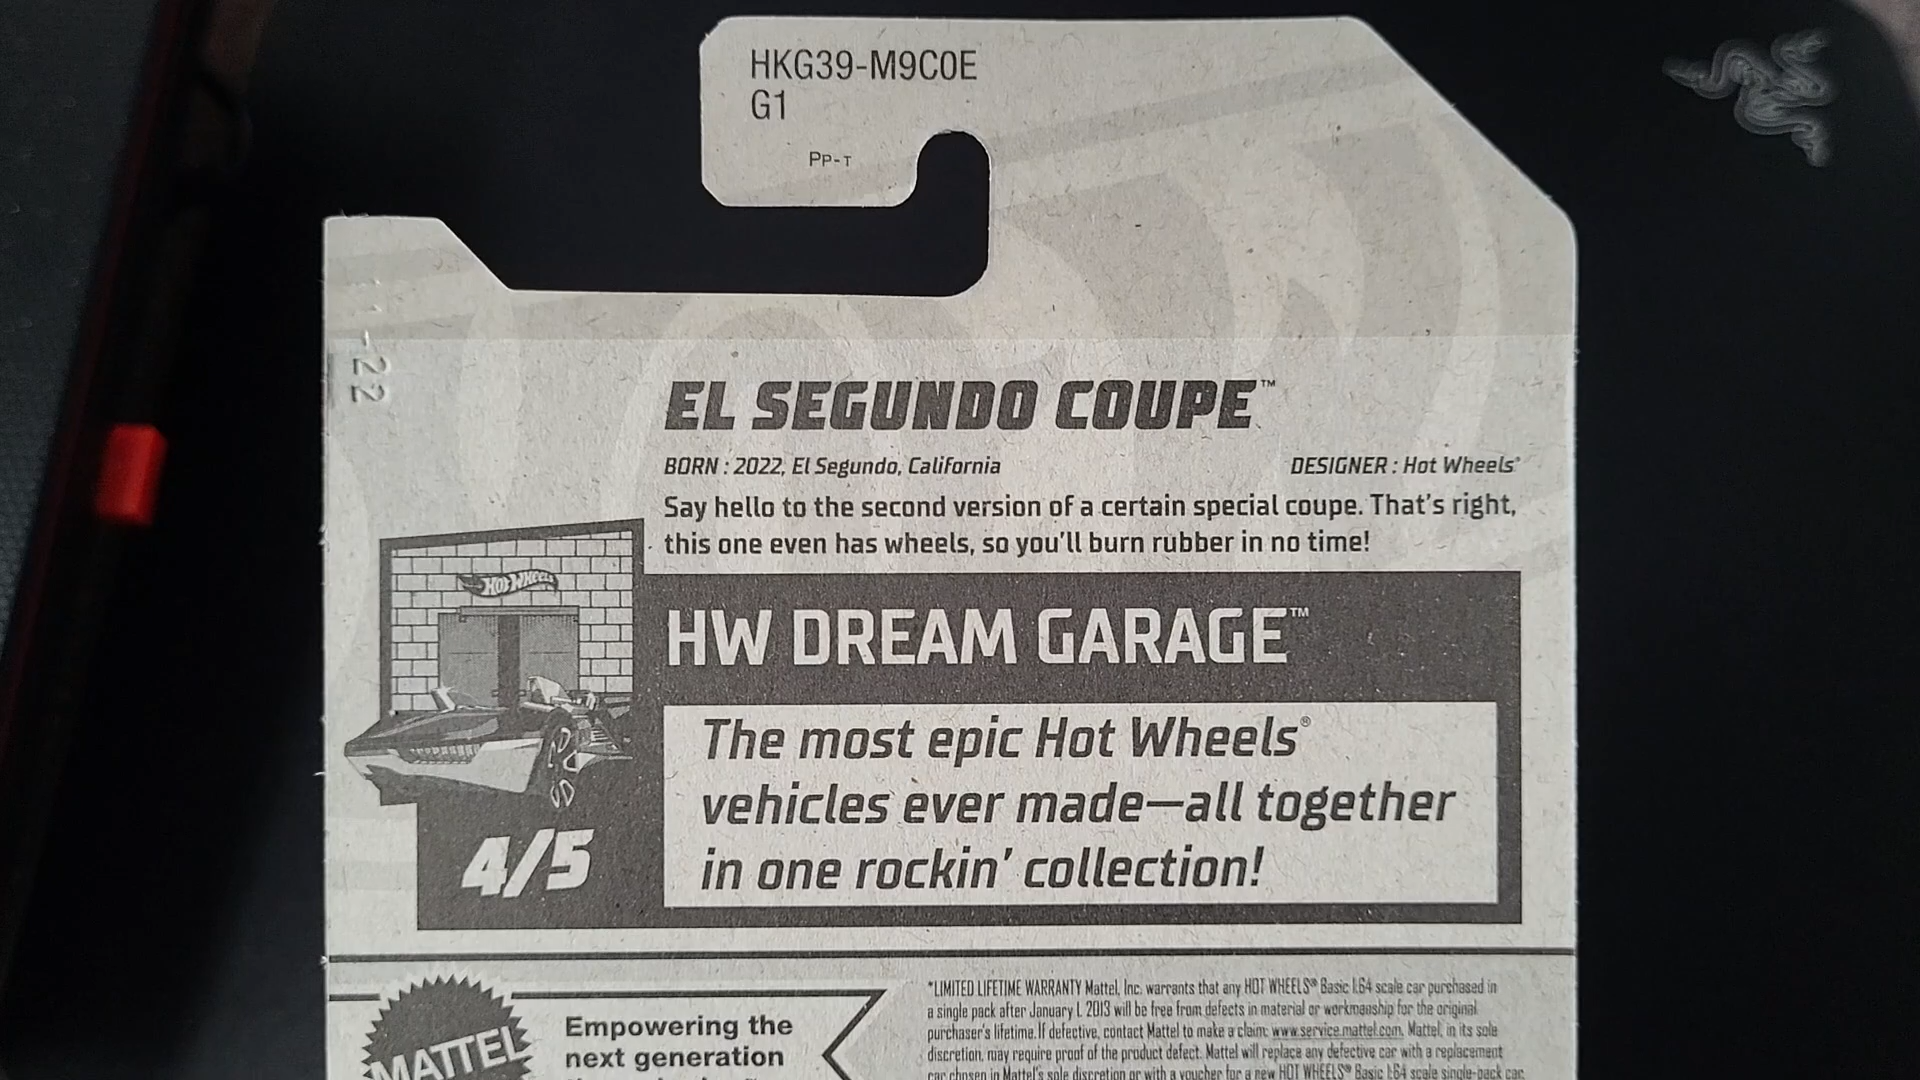 HKG39-M9C0E
G1
PP-T
11-22
EL SEGUNDO COUPE™
BORN : 2022, El Segundo, California
DESIGNER : Hot Wheels®
Say hello to the second version of a certain special coupe. That's right,
this one even has wheels, so you'll burn rubber in no time!
HOT WHEELS
HW DREAM GARAGE™
The most epic Hot Wheels®
vehicles ever made—all together
in one rockin' collection!
4/5
MATTEL
Empowering the
next generation
*LIMITED LIFETIME WARRANTY Mattel, Inc. warrants that any HOT WHEELS® Basic 1:64 scale car purchased in
a single pack after January 1, 2013 will be free from defects in material or workmanship for the original
purchaser's lifetime. If defective, contact Mattel to make a claim: www.service.mattel.com. Mattel, in its sole
discretion, may require proof of the product defect. Mattel will replace any defective car with a replacement
car chosen in Mattel's sole discretion or with a voucher for a new HOT WHEELS® Basic 1:64 scale single-pack car.